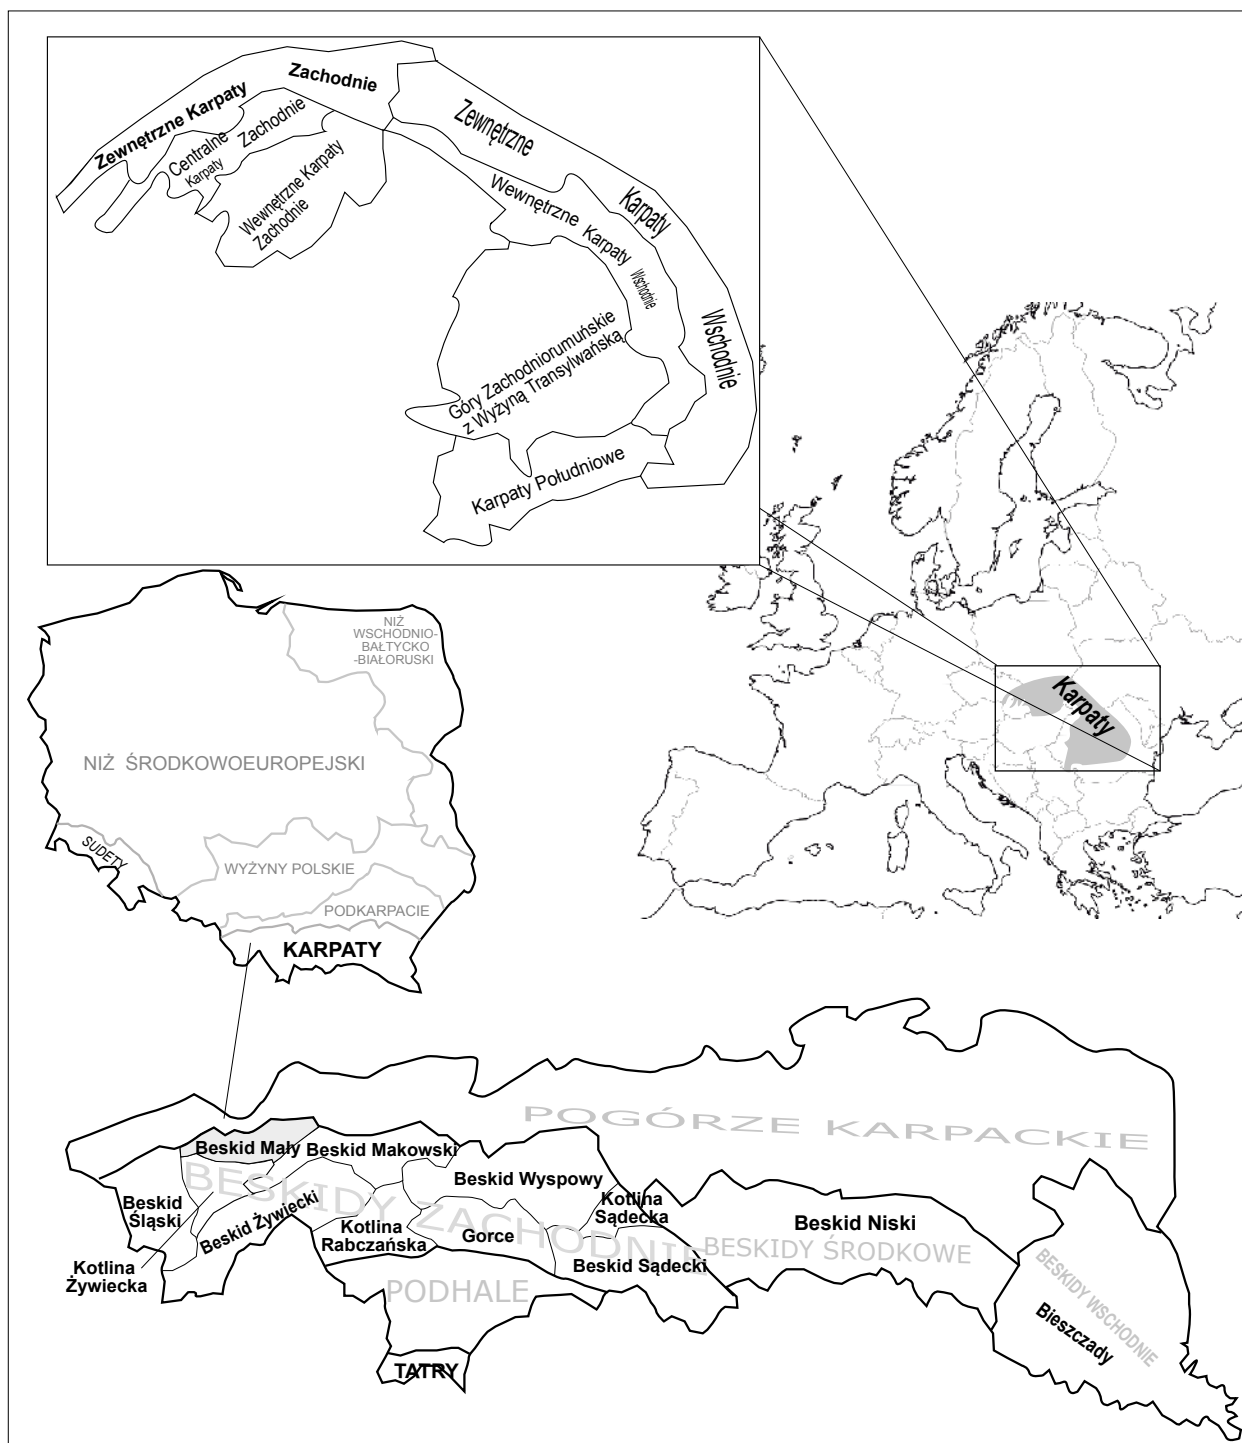 Zewnętrzne Karpaty
Zachodnie
Centralne
Karpaty
Zachodnie
Wewnętrzne Karpaty
Zachodnie
Zewnętrzne
Karpaty
Wschodnie
Wewnętrzne
Karpaty
Wschodnie
Góry Zachodniorumuńskie
z Wyżyną Transylwańską
Karpaty Południowe
Karpaty
NIŻ
WSCHODNIO-
BAŁTYCKO
-BIAŁORUSKI
NIŻ ŚRODKOWOEUROPEJSKI
SUDETY
WYŻYNY POLSKIE
PODKARPACIE
KARPATY
POGÓRZE KARPACKIE
BESKIDY ZACHODNIE
Beskid Mały
Beskid Makowski
Beskid Wyspowy
Beskid
Śląski
Beskid Żywiecki
Kotlina
Żywiecka
Kotlina
Rabczańska
Gorce
Kotlina
Sądecka
Beskid Sądecki
Beskid Niski
BESKIDY ŚRODKOWE
BESKIDY WSCHODNIE
Bieszczady
PODHALE
TATRY